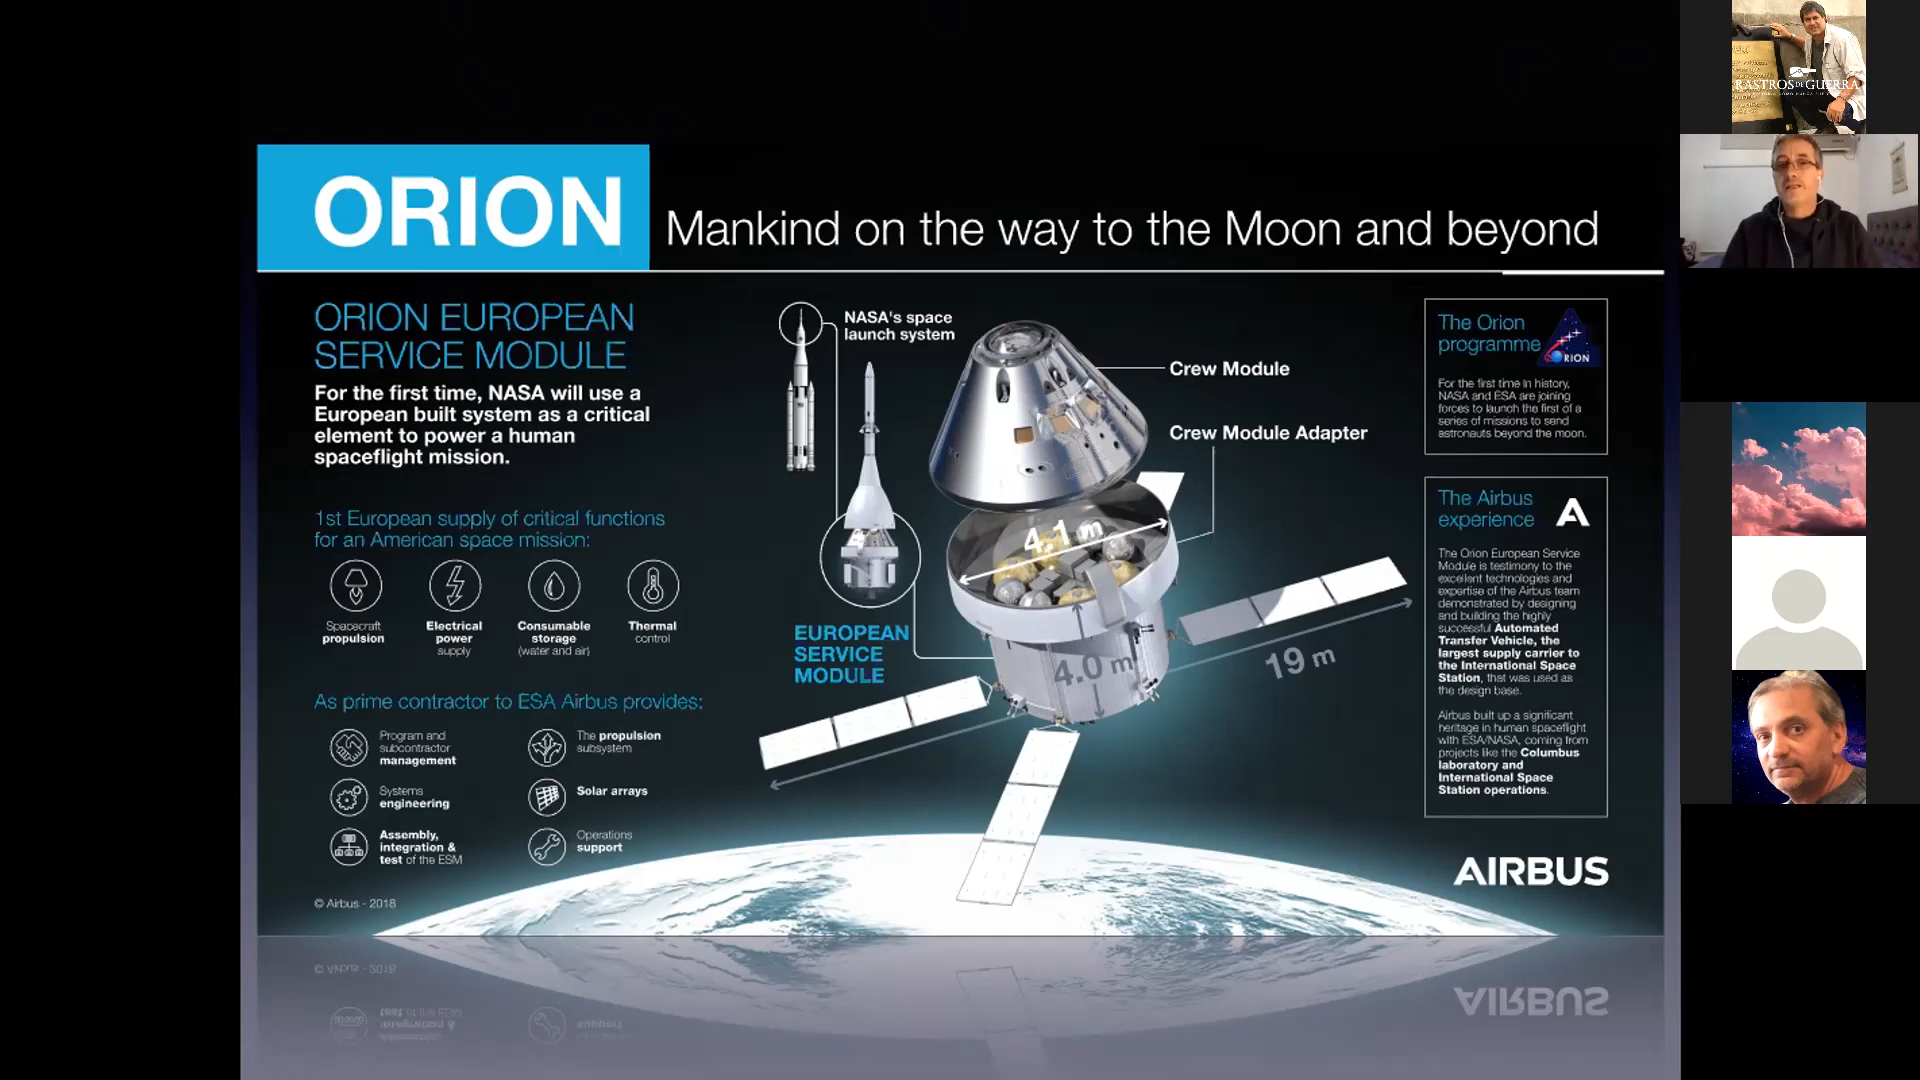 ORION
Mankind on the way to the Moon and beyond
ORION EUROPEAN
SERVICE MODULE
For the first time, NASA will use a
European built system as a critical
element to power a human
spaceflight mission.
1st European supply of critical functions
for an American space mission:
Spacecraft
propulsion
Electrical
power
supply
Consumable
storage
(water and air)
Thermal
control
As prime contractor to ESA Airbus provides:
Program and
subcontractor
management
The propulsion
subsystem
Systems
engineering
Solar arrays
Assembly,
integration &
test of the ESM
Operations
support
© Airbus - 2018
NASA's space
launch system
Crew Module
Crew Module Adapter
4,1 m
EUROPEAN
SERVICE
MODULE
4.0 m
19 m
The Orion
programme
ORION
For the first time in history,
NASA and ESA are joining
forces to launch the first of a
series of missions to send
astronauts beyond the moon.
The Airbus
experience
The Orion European Service
Module is testimony to the
excellent technologies and
expertise of the Airbus team
demonstrated by designing
and building the highly
successful Automated
Transfer Vehicle, the
largest supply carrier to
the International Space
Station, that was used as
the design base.
Airbus built up a significant
heritage in human spaceflight
with ESA/NASA, coming from
projects like the Columbus
laboratory and
International Space
Station operations.
AIRBUS
RASTROS DE GUERRA